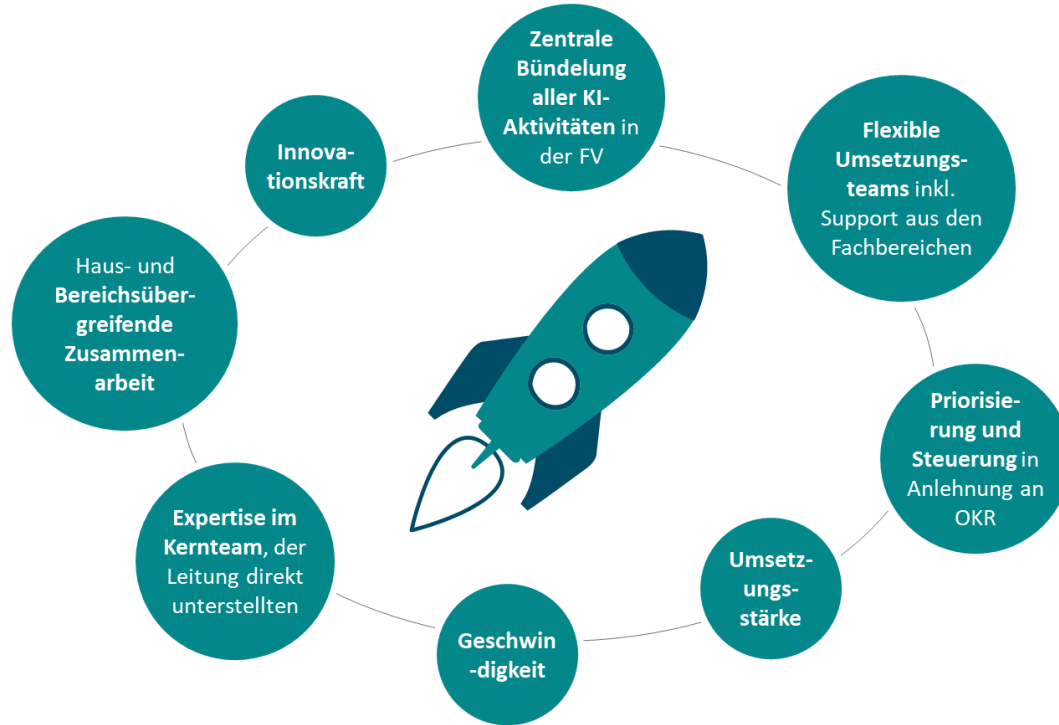 Zentrale
Bündelung
aller KI-
Aktivitäten in
der FV
Flexible
Umsetzungs-
teams inkl.
Support aus den
Fachbereichen
Priorisie-
rung und
Steuerung in
Anlehnung an
OKR
Umsetz-
ungs-
stärke
Geschwin
-digkeit
Expertise im
Kernteam, der
Leitung direkt
unterstellten
Haus- und
Bereichsüber-
greifende
Zusammen-
arbeit
Innova-
tionskraft